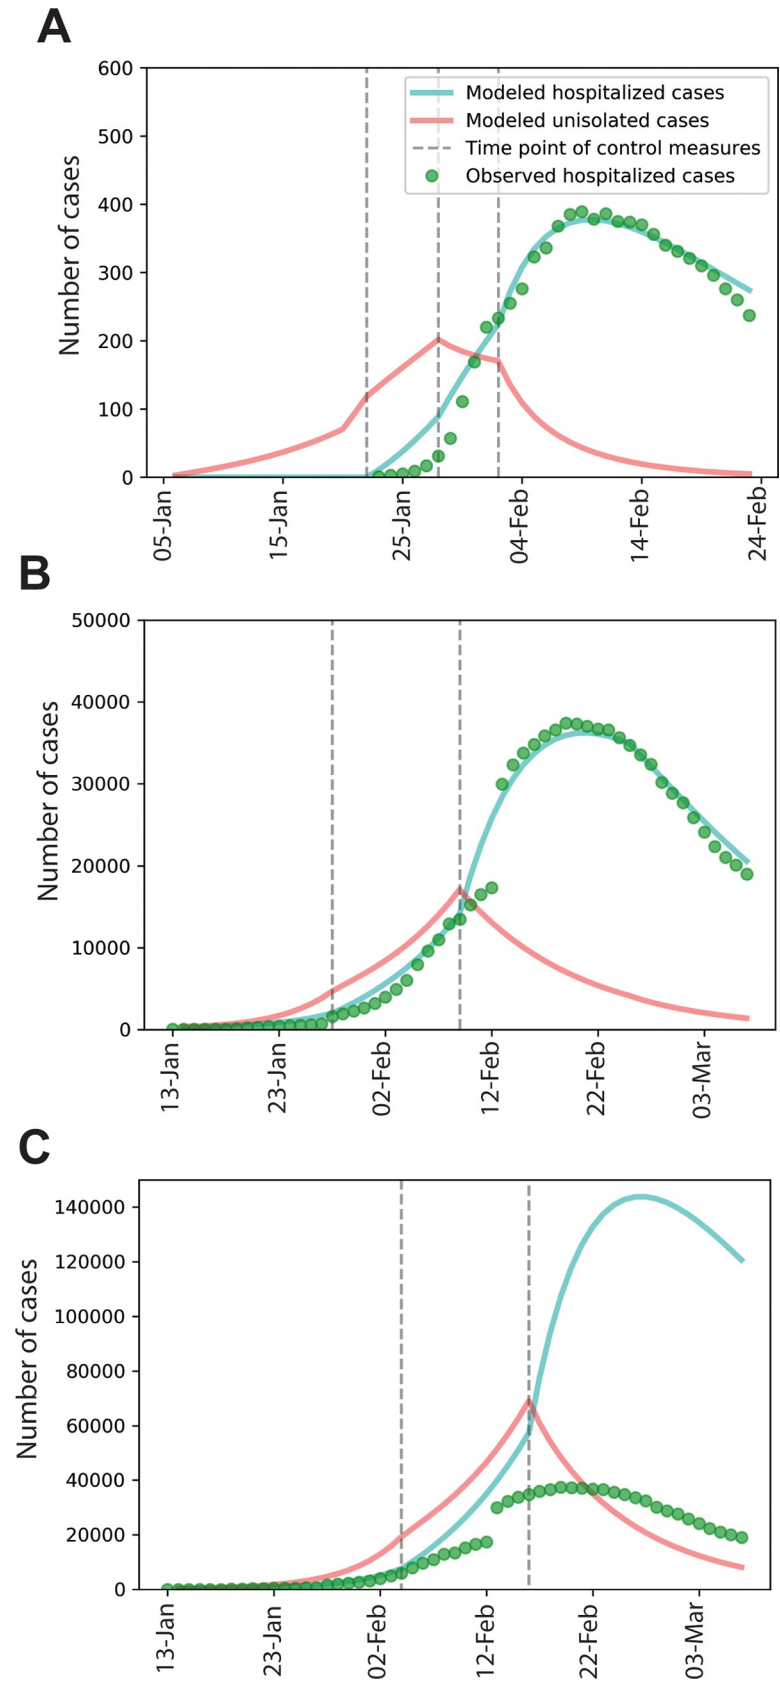 A
Number of cases
600
500
400
300
200
100
0
Modeled hospitalized cases
Modeled unisolated cases
Time point of control measures
Observed hospitalized cases
05-Jan
15-Jan
25-Jan
04-Feb
14-Feb
24-Feb
B
Number of cases
50000
40000
30000
20000
10000
0
13-Jan
23-Jan
02-Feb
12-Feb
22-Feb
03-Mar
C
Number of cases
140000
120000
100000
80000
60000
40000
20000
0
13-Jan
23-Jan
02-Feb
12-Feb
22-Feb
03-Mar